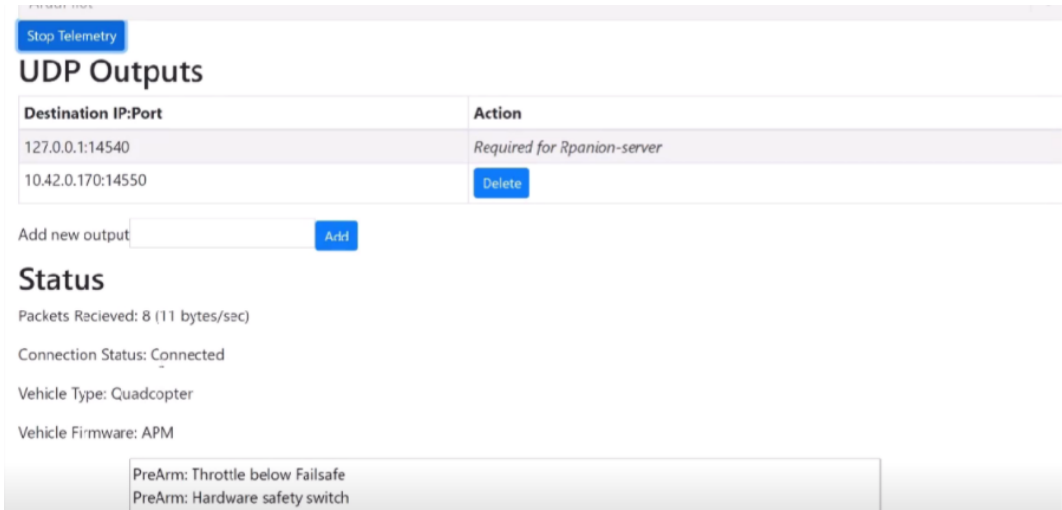 Stop Telemetry
UDP Outputs
Destination IP:Port Action
127.0.0.1:14540 Required for Rpanion-server
10.42.0.170:14550 Delete
Add new output Add
Status
Packets Recieved: 8 (11 bytes/sec)
Connection Status: Connected
Vehicle Type: Quadcopter
Vehicle Firmware: APM
PreArm: Throttle below Failsafe
PreArm: Hardware safety switch